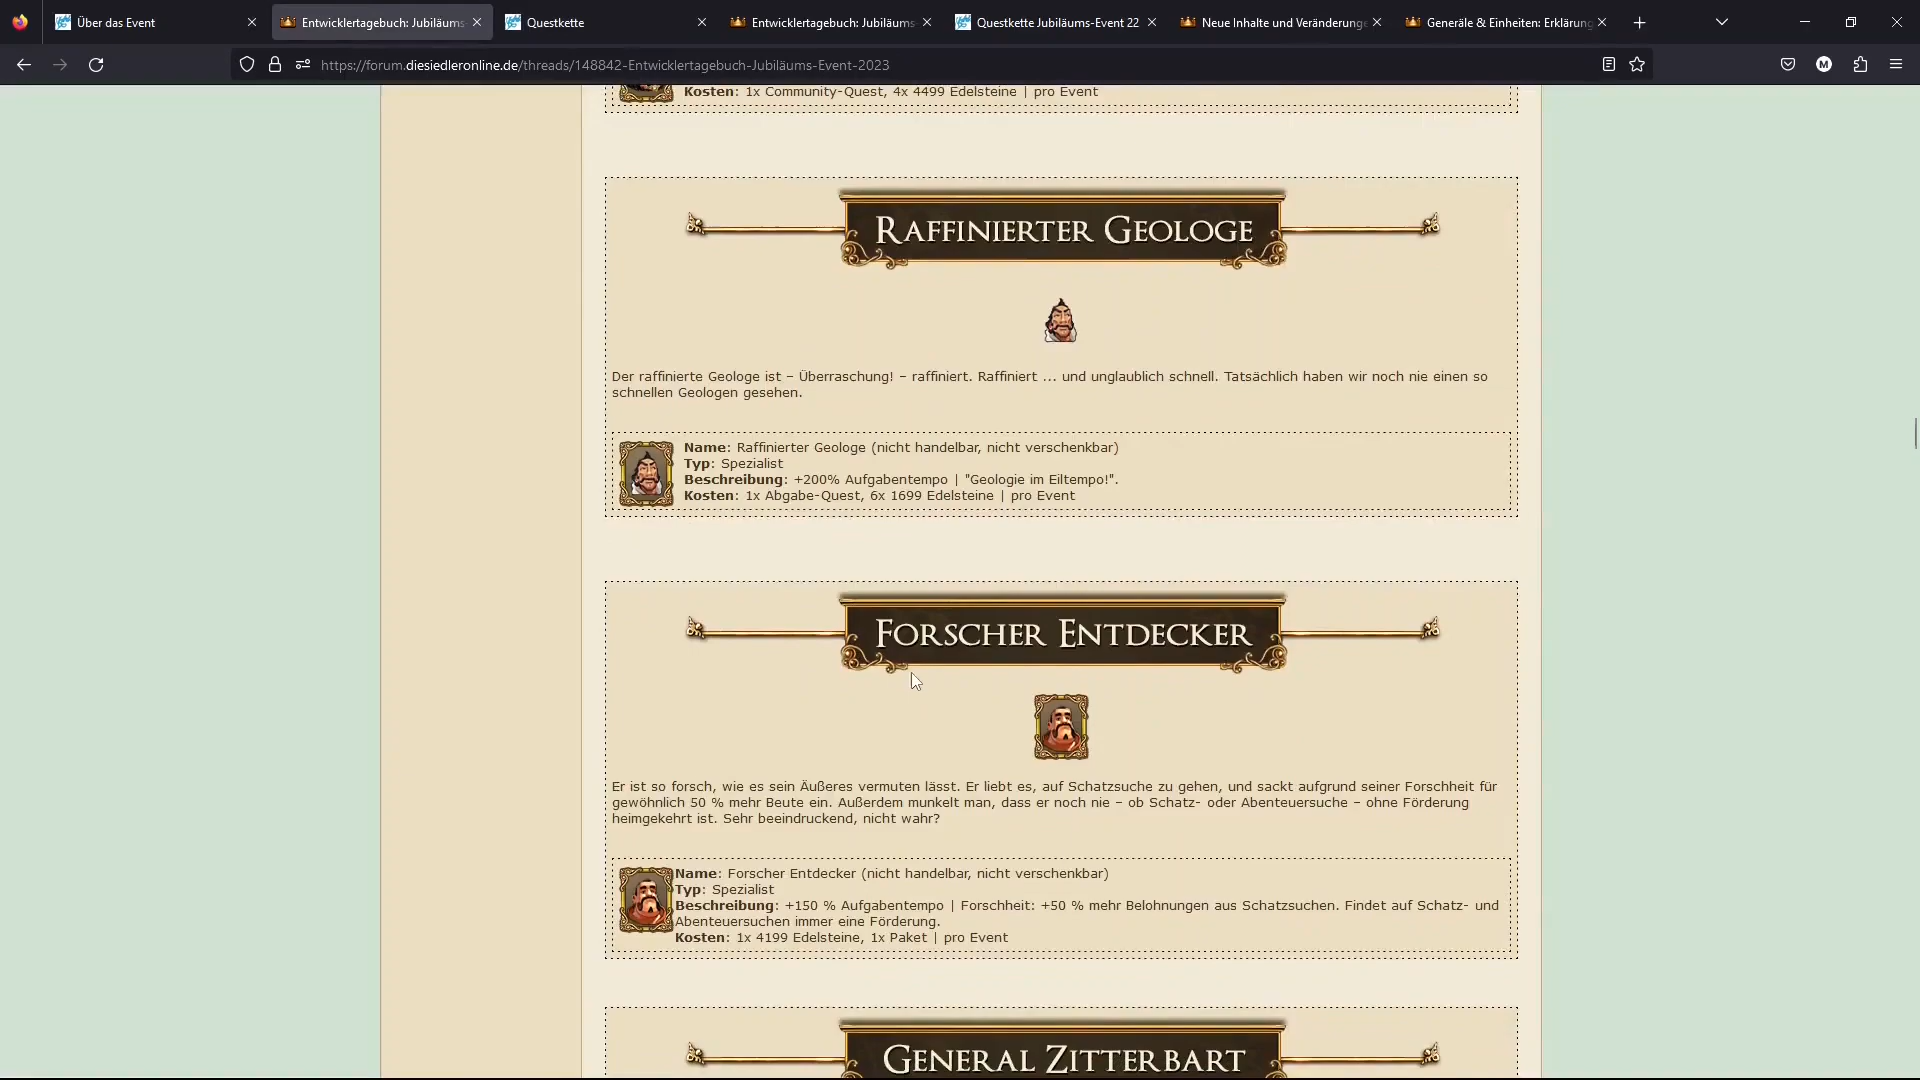 Über das Event
Entwicklertagebuch: Jubiläums-
Questkette
Entwicklertagebuch: Jubiläums-
Questkette Jubiläums-Event 22
Neue Inhalte und Veränderunge
Generäle & Einheiten: Erklärung
https://forum.diesiedleronline.de/threads/148842-Entwicklertagebuch-Jubiläums-Event-2023
M
Kosten: 1x Community-Quest, 4x 4499 Edelsteine | pro Event
RAFFINIERTER GEOLOGE
Der raffinierte Geologe ist – Überraschung! – raffiniert. Raffiniert ... und unglaublich schnell. Tatsächlich haben wir noch nie einen so
schnellen Geologen gesehen.
Name: Raffinierter Geologe (nicht handelbar, nicht verschenkbar)
Typ: Spezialist
Beschreibung: +200% Aufgabentempo | "Geologie im Eiltempo!".
Kosten: 1x Abgabe-Quest, 6x 1699 Edelsteine | pro Event
FORSCHER ENTDECKER
Er ist so forsch, wie es sein Äußeres vermuten lässt. Er liebt es, auf Schatzsuche zu gehen, und sackt aufgrund seiner Forschheit für
gewöhnlich 50 % mehr Beute ein. Außerdem munkelt man, dass er noch nie – ob Schatz- oder Abenteuersuche – ohne Förderung
heimgekehrt ist. Sehr beeindruckend, nicht wahr?
Name: Forscher Entdecker (nicht handelbar, nicht verschenkbar)
Typ: Spezialist
Beschreibung: +150 % Aufgabentempo | Forschheit: +50 % mehr Belohnungen aus Schatzsuchen. Findet auf Schatz- und
Abenteuersuchen immer eine Förderung.
Kosten: 1x 4199 Edelsteine, 1x Paket | pro Event
GENERAL ZITTERBART